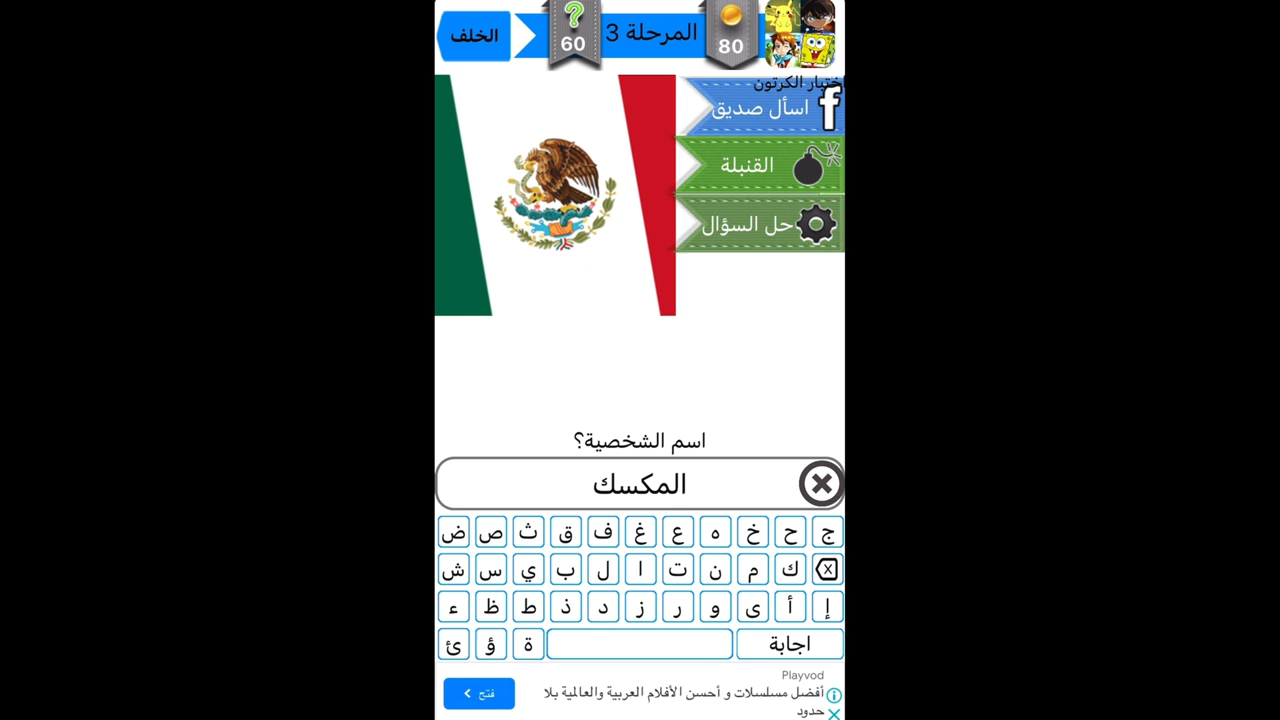 الخلف
60
المرحلة 3
80
اختبار الكرتون
اسأل صديق
القنبلة
حل السؤال
اسم الشخصية؟
المكسك
ض ص ث ق ف غ ع ه خ ح ج
ش س ي ب ل ا ت ن م ك
ء ظ ط ذ د ز ر و ى أ إ
ئ ؤ ة اجابة
Playvod
أفضل مسلسلات و أحسن الأفلام العربية والعالمية بلا
حدود
فتح